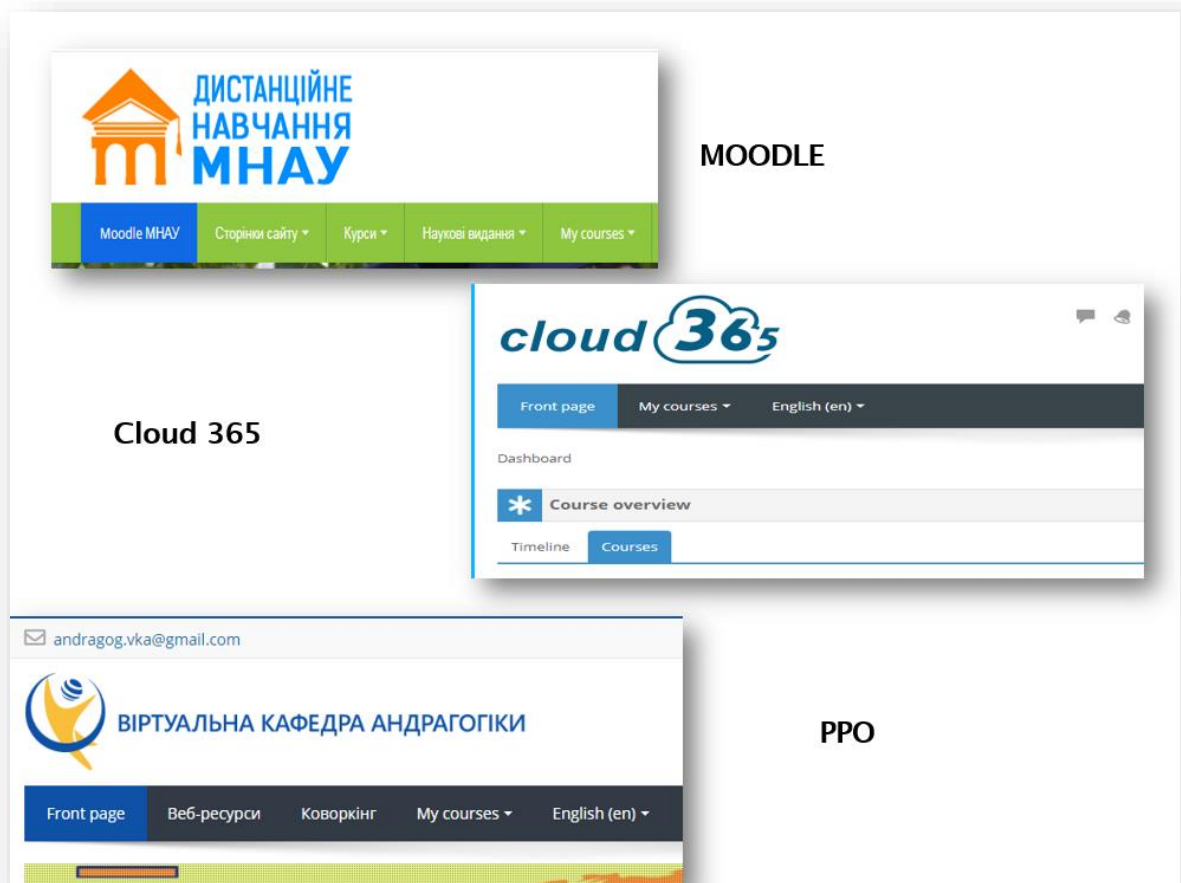 ДИСТАНЦІЙНЕ
НАВЧАННЯ
МНАУ
MOODLE
Moodle МНАУ Сторінки сайту Курси Наукові видання My courses
cloud 365
Front page My courses English (en)
Cloud 365
Dashboard
Course overview
Timeline Courses
andragog.vka@gmail.com
ВІРТУАЛЬНА КАФЕДРА АНДРАГОГІКИ
PPO
Front page Веб-ресурси Коворкінг My courses English (en)